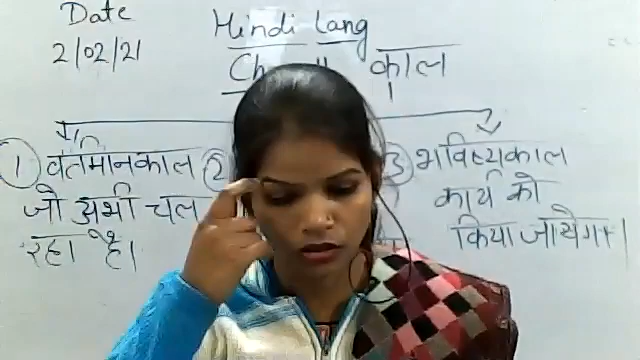 Date
2/02/21
Hindi Lang
काल
1 वर्तमानकाल
जो अभी चल
रहा है।
2
3 भविष्यकाल
कार्य को
किया जायेगा।